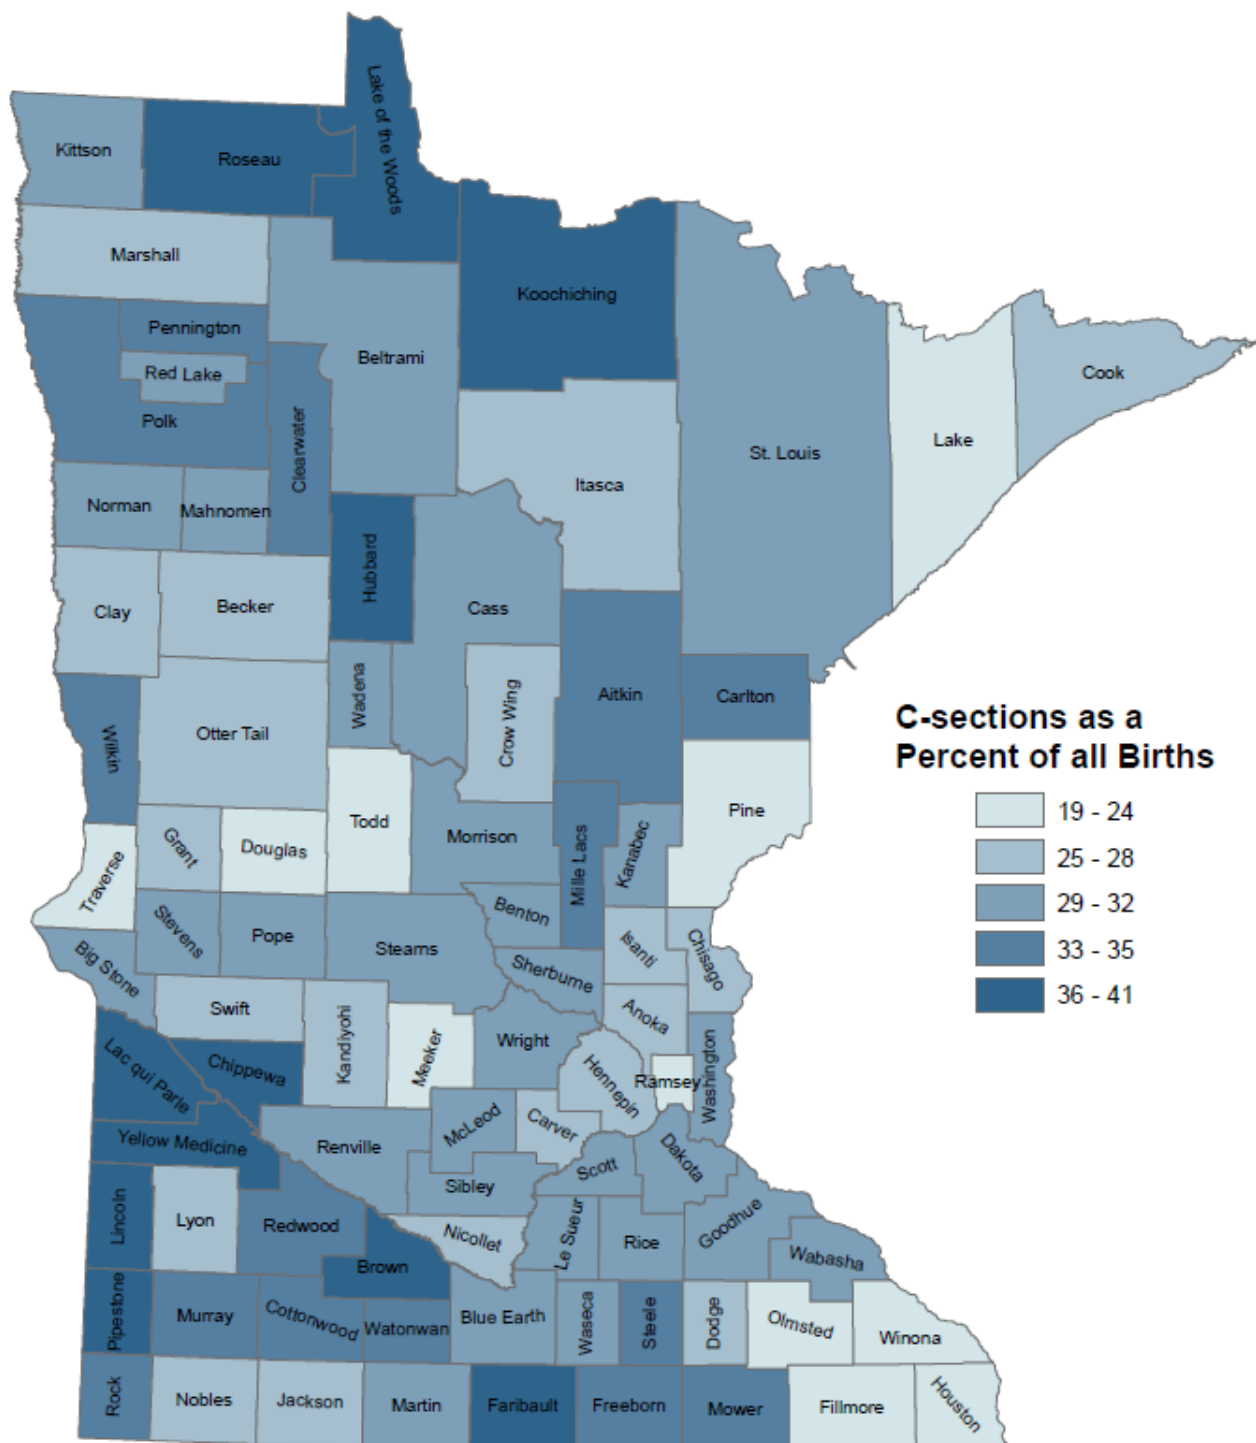 Lake of the Woods
Kittson
Roseau
Marshall
Koochiching
Pennington
Beltrami
Red Lake
Cook
Polk
Clearwater
Lake
St. Louis
Itasca
Norman
Mahnomen
Hubbard
Clay
Becker
Cass
Wadena
Aitkin
Carlton
Crow Wing
Otter Tail
Wilkin
C-sections as a
Percent of all Births
19 - 24
25 - 28
29 - 32
33 - 35
36 - 41
Todd
Pine
Grant
Douglas
Morrison
Mille Lacs
Kanabec
Traverse
Benton
Stevens
Pope
Stearns
Isanti
Chisago
Big Stone
Sherburne
Swift
Kandiyohi
Anoka
Meeker
Wright
Lac qui Parle
Chippewa
Hennepin
Ramsey
Washington
McLeod
Carver
Yellow Medicine
Renville
Dakota
Scott
Sibley
Lincoln
Lyon
Redwood
Nicollet
Le Sueur
Rice
Goodhue
Wabasha
Brown
Pipestone
Murray
Cottonwood
Watonwan
Blue Earth
Waseca
Steele
Dodge
Olmsted
Winona
Rock
Nobles
Jackson
Martin
Faribault
Freeborn
Mower
Fillmore
Houston